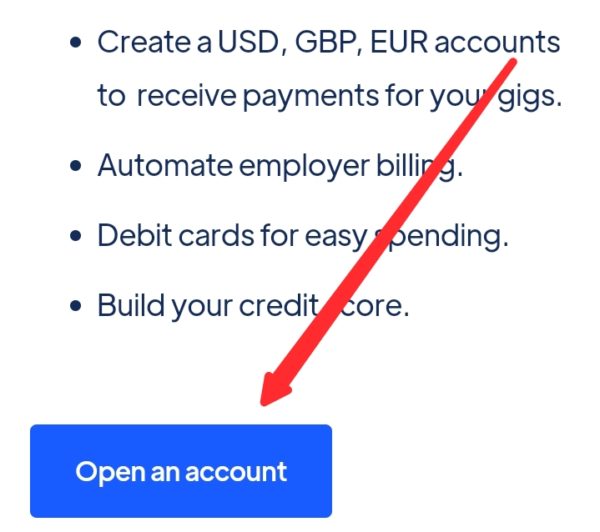 • Create a USD, GBP, EUR accounts
to receive payments for your gigs.
• Automate employer billing.
• Debit cards for easy spending.
• Build your credit score.
Open an account